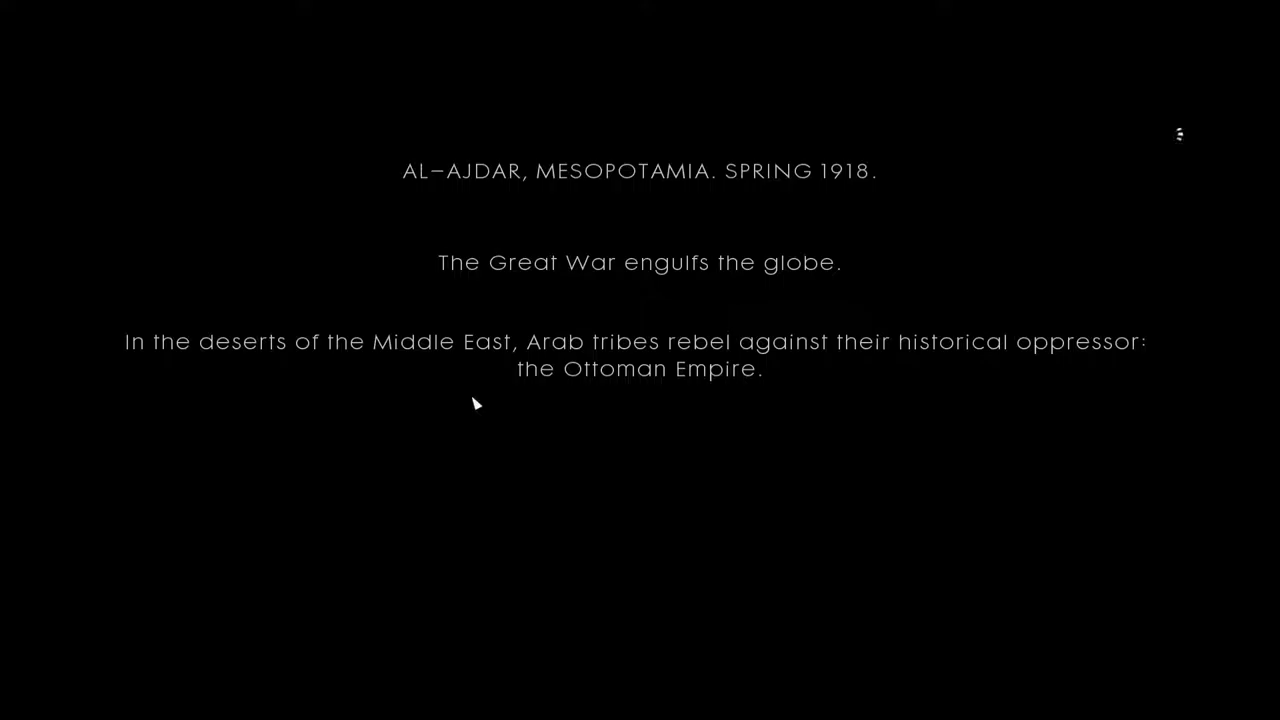 AL-AJDAR, MESOPOTAMIA. SPRING 1918.
The Great War engulfs the globe.
In the deserts of the Middle East, Arab tribes rebel against their historical oppressor:
the Ottoman Empire.